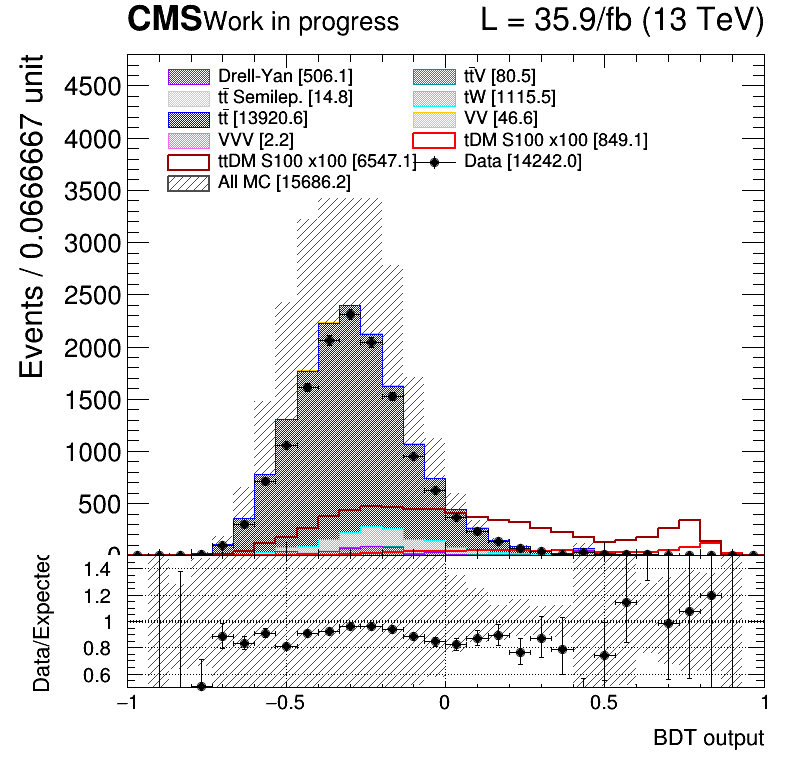 CMS Work in progress L = 35.9/fb (13 TeV)
Events / 0.0666667 unit
4500
4000
3500
3000
2500
2000
1500
1000
500
0
Drell-Yan [506.1] tt̄V [80.5]
tt̄ Semilep. [14.8] tW [1115.5]
tt̄ [13920.6] VV [46.6]
VVV [2.2] tDM S100 x100 [849.1]
ttDM S100 x100 [6547.1] Data [14242.0]
All MC [15686.2]
Data/Expected
1.4
1.2
1
0.8
0.6
−1 −0.5 0 0.5 1
BDT output